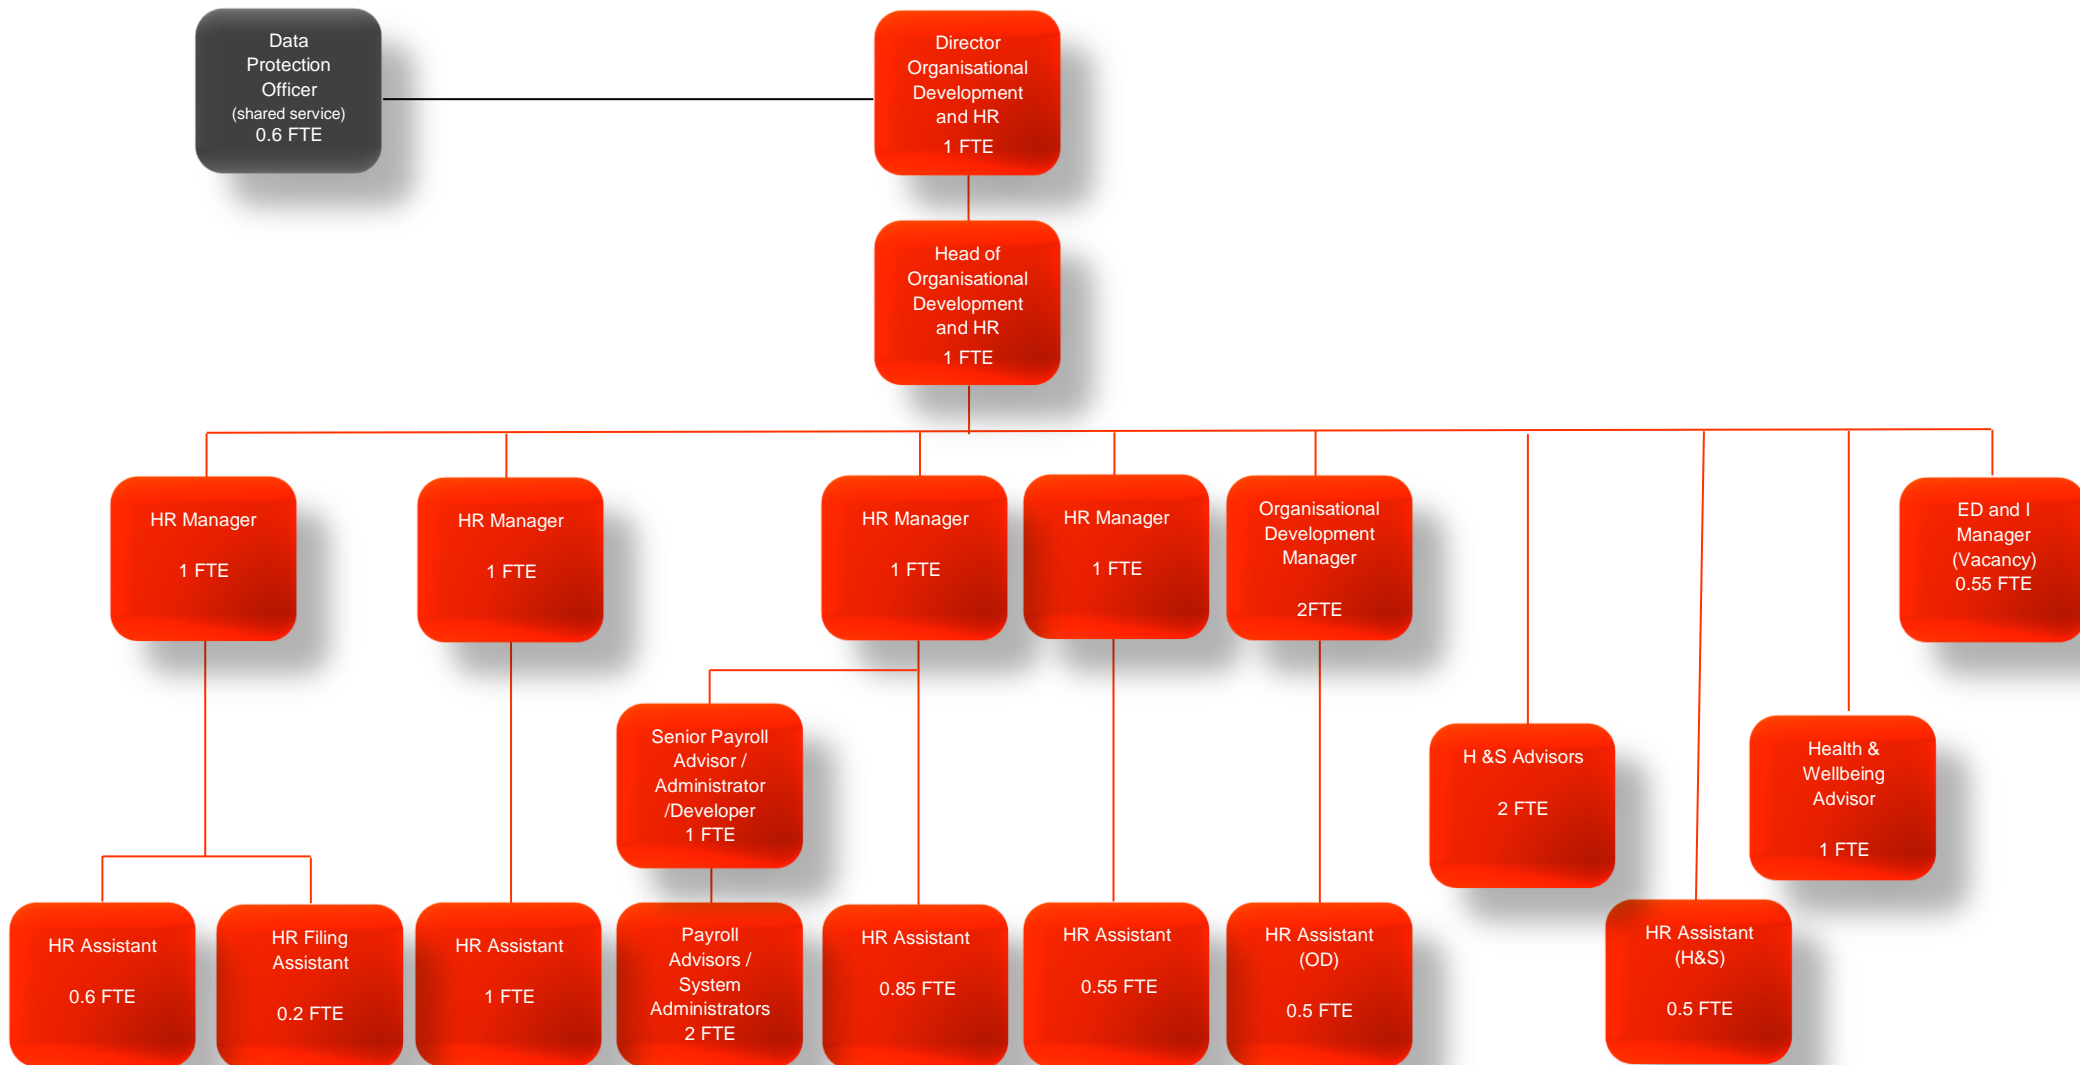 Data
Protection
Officer
(shared service)
0.6 FTE
Director
Organisational
Development
and HR
1 FTE
Head of
Organisational
Development
and HR
1 FTE
HR Manager
1 FTE
HR Manager
1 FTE
HR Manager
1 FTE
HR Manager
1 FTE
Organisational
Development
Manager
2FTE
ED and I
Manager
(Vacancy)
0.55 FTE
Senior Payroll
Advisor /
Administrator
/Developer
1 FTE
H &S Advisors
2 FTE
Health &
Wellbeing
Advisor
1 FTE
HR Assistant
0.6 FTE
HR Filing
Assistant
0.2 FTE
HR Assistant
1 FTE
Payroll
Advisors /
System
Administrators
2 FTE
HR Assistant
0.85 FTE
HR Assistant
0.55 FTE
HR Assistant
(OD)
0.5 FTE
HR Assistant
(H&S)
0.5 FTE